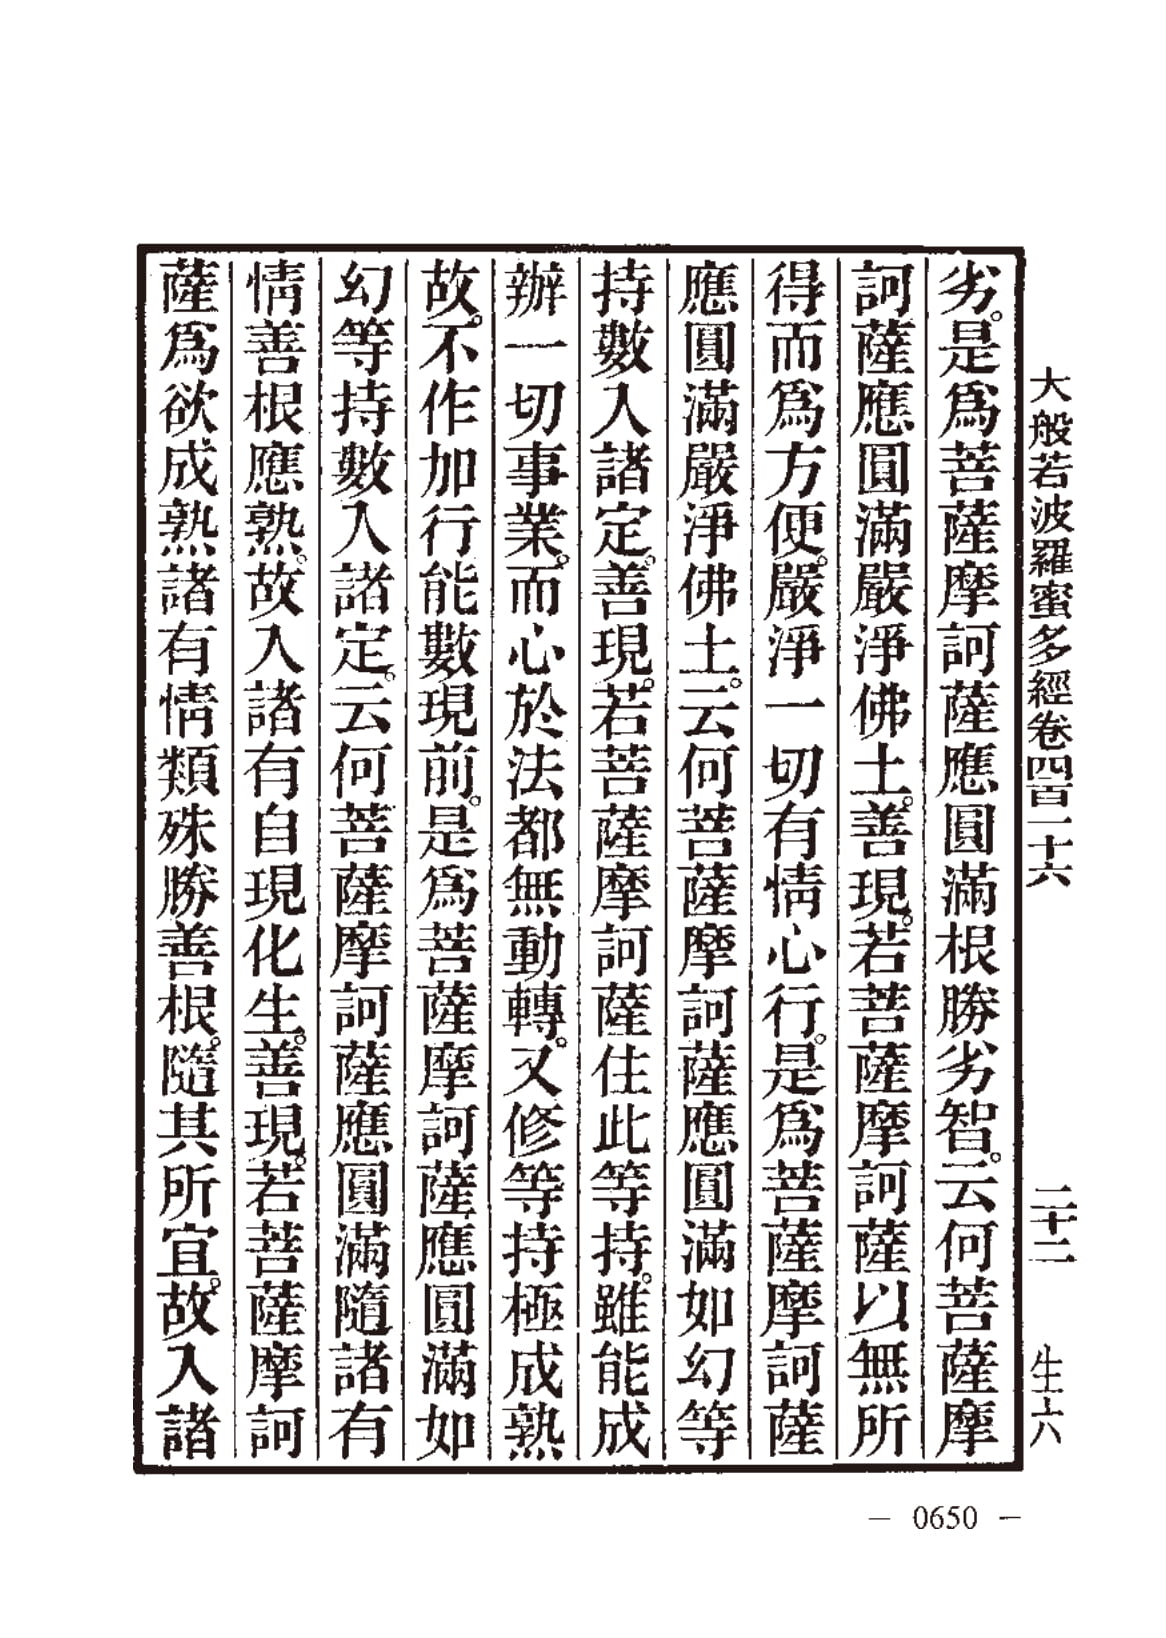 大般若波羅蜜多經卷四百一十六 二十二 生六
劣。是爲菩薩摩訶薩應圓滿根勝劣智。云何菩薩摩
訶薩應圓滿嚴淨佛土。善現。若菩薩摩訶薩以無所
得而爲方便。嚴淨一切有情心行。是爲菩薩摩訶薩
應圓滿嚴淨佛土。云何菩薩摩訶薩應圓滿如幻等
持數入諸定。善現。若菩薩摩訶薩住此等持。雖能成
辦一切事業。而心於法都無動轉。又修等持極成熟
故。不作加行能數現前。是爲菩薩摩訶薩應圓滿如
幻等持數入諸定。云何菩薩摩訶薩應圓滿隨諸有
情善根應熟。故入諸有自現化生。善現。若菩薩摩訶
薩爲欲成熟諸有情類殊勝善根。隨其所宜。故入諸
— 0650 —